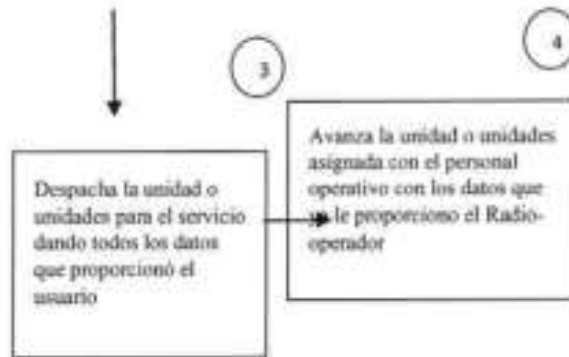 3
Despacha la unidad o
unidades para el servicio
dando todos los datos
que proporcionó el
usuario
4
Avanza la unidad o unidades
asignada con el personal
operativo con los datos que
le proporciono el Radio-
operador